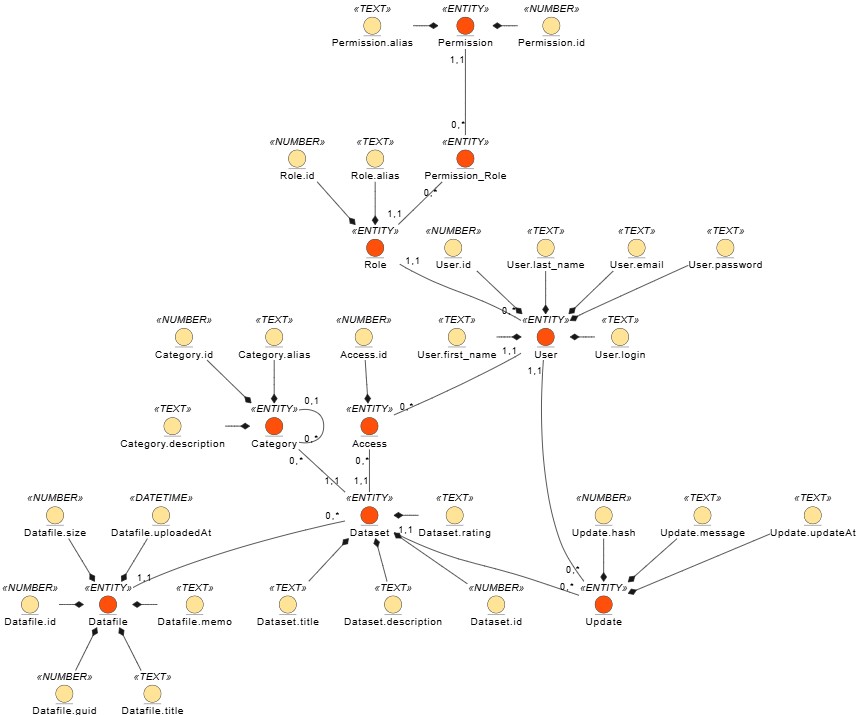 «TEXT» «ENTITY» «NUMBER»
Permission.alias Permission Permission.id
1,1
0,*
«NUMBER» «TEXT» «ENTITY»
Role.id Role.alias Permission_Role
0,*
1,1
«ENTITY» «NUMBER» «TEXT» «TEXT» «TEXT»
Role 1,1 User.id User.last_name User.email User.password
0,*
«NUMBER» «TEXT» «NUMBER» «TEXT» «ENTITY» «TEXT»
Category.id Category.alias Access.id User.first_name 1,1 User User.login
1,1
0,1
«TEXT» «ENTITY» «ENTITY» 0,*
Category.description Category 0,* Access
0,* 0,*
1,1 1,1
«NUMBER» «DATETIME» «ENTITY» «TEXT» «NUMBER» «TEXT» «TEXT»
0,*
Datafile.size Datafile.uploadedAt Dataset 1,1 Dataset.rating Update.hash Update.message Update.updateAt
1,1 0,*
«NUMBER» «ENTITY» «TEXT» «TEXT» «TEXT» «NUMBER» 0,* «ENTITY»
Datafile.id Datafile Datafile.memo Dataset.title Dataset.description Dataset.id Update
«NUMBER» «TEXT»
Datafile.guid Datafile.title